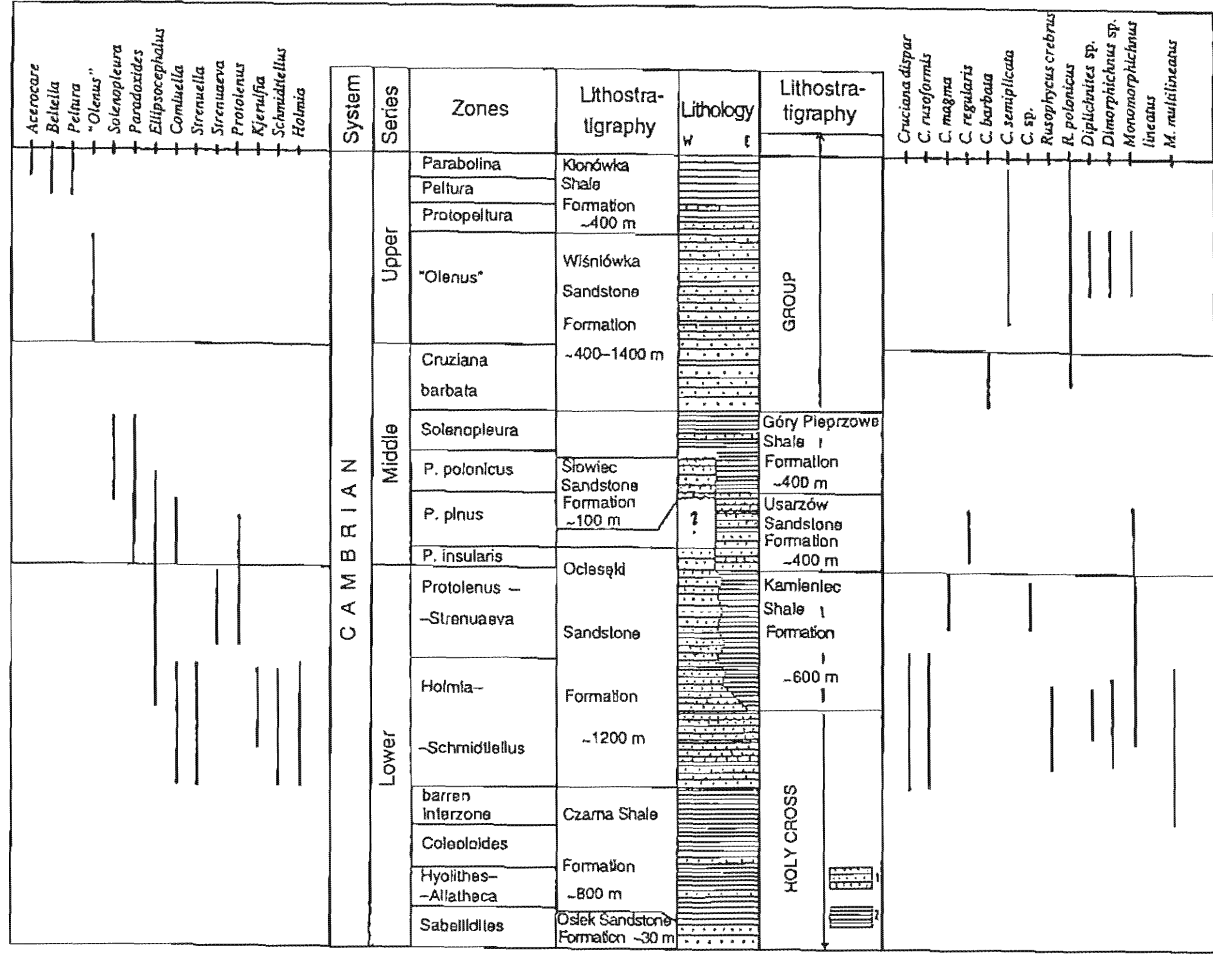 Acerocare
Beltella
Peltura
"Olenus"
Solenopleura
Paradoxides
Ellipsocephalus
Comluella
Strenuella
Strenuaeva
Protolenus
Kjerulfia
Schmidtiellus
Holmia
System
Series
Zones
Lithostra-
tigraphy
Lithology
W E
Lithostra-
tigraphy
Cruciana dispar
C. rusoformis
C. magma
C. regularis
C. barbata
C. semiplicata
C. sp.
Rusophycus crebrus
R. polonicus
Diplichnites sp.
Dimorphichnus sp.
Monomorphichnus
lineatus
M. multilineatus
CAMBRIAN
Upper
Middle
Lower
Parabolina
Peltura
Protopeltura
"Olenus"
Cruziana
barbata
Solenopleura
P. polonicus
P. pinus
P. insularis
Protolenus –
–Strenuaeva
Holmia–
–Schmidtiellus
barren
interzone
Coleoloides
Hyolithes–
–Allatheca
Sabellidites
Klonówka
Shale
Formation
~400 m
Wiśniówka
Sandstone
Formation
~400–1400 m
Słowiec
Sandstone
Formation
~100 m
Ociesęki
Sandstone
Formation
~1200 m
Czarna Shale
Formation
~800 m
Osiek Sandstone
Formation ~30 m
?
GROUP
Góry Pieprzowe
Shale
Formation
~400 m
Usarzów
Sandstone
Formation
~400 m
Kamieniec
Shale
Formation
~600 m
HOLY CROSS
1
2